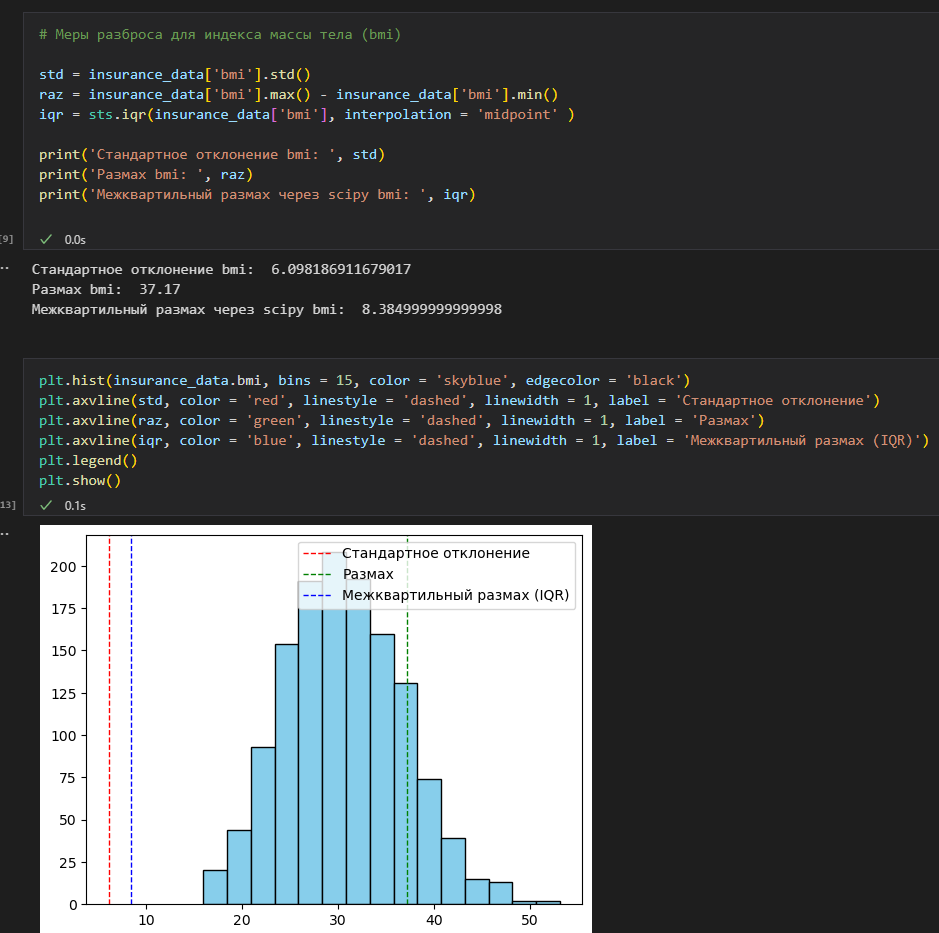 # Меры разброса для индекса массы тела (bmi)
std = insurance_data['bmi'].std()
raz = insurance_data['bmi'].max() - insurance_data['bmi'].min()
iqr = sts.iqr(insurance_data['bmi'], interpolation = 'midpoint' )
print('Стандартное отклонение bmi: ', std)
print('Размах bmi: ', raz)
print('Межквартильный размах через scipy bmi: ', iqr)
[9]
0.0s
Стандартное отклонение bmi:  6.098186911679017
Размах bmi:  37.17
Межквартильный размах через scipy bmi:  8.384999999999998
plt.hist(insurance_data.bmi, bins = 15, color = 'skyblue', edgecolor = 'black')
plt.axvline(std, color = 'red', linestyle = 'dashed', linewidth = 1, label = 'Стандартное отклонение')
plt.axvline(raz, color = 'green', linestyle = 'dashed', linewidth = 1, label = 'Размах')
plt.axvline(iqr, color = 'blue', linestyle = 'dashed', linewidth = 1, label = 'Межквартильный размах (IQR)')
plt.legend()
plt.show()
13]
0.1s
Стандартное отклонение
Размах
Межквартильный размах (IQR)
200
175
150
125
100
75
50
25
0
10 20 30 40 50